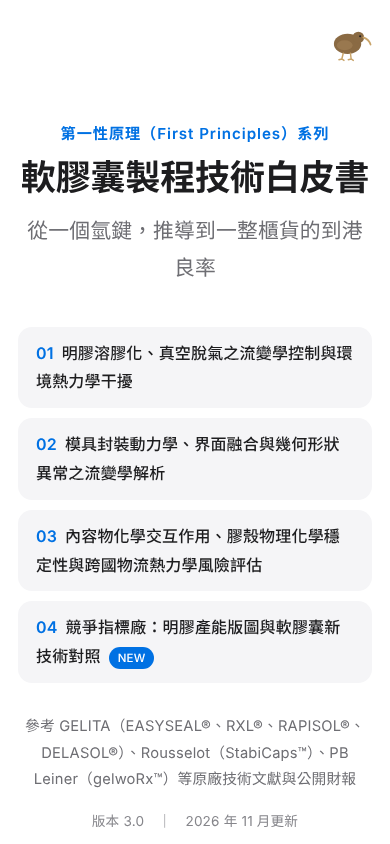 第一性原理（First Principles）系列
軟膠囊製程技術白皮書
從一個氫鍵，推導到一整櫃貨的到港
良率
01 明膠溶膠化、真空脫氣之流變學控制與環
境熱力學干擾
02 模具封裝動力學、界面融合與幾何形狀
異常之流變學解析
03 內容物化學交互作用、膠殼物理化學穩
定性與跨國物流熱力學風險評估
04 競爭指標廠：明膠產能版圖與軟膠囊新
技術對照 NEW
參考 GELITA（EASYSEAL®、RXL®、RAPISOL®、
DELASOL®）、Rousselot（StabiCaps™）、PB
Leiner（gelwoRx™）等原廠技術文獻與公開財報
版本 3.0 ｜ 2026 年 11 月更新